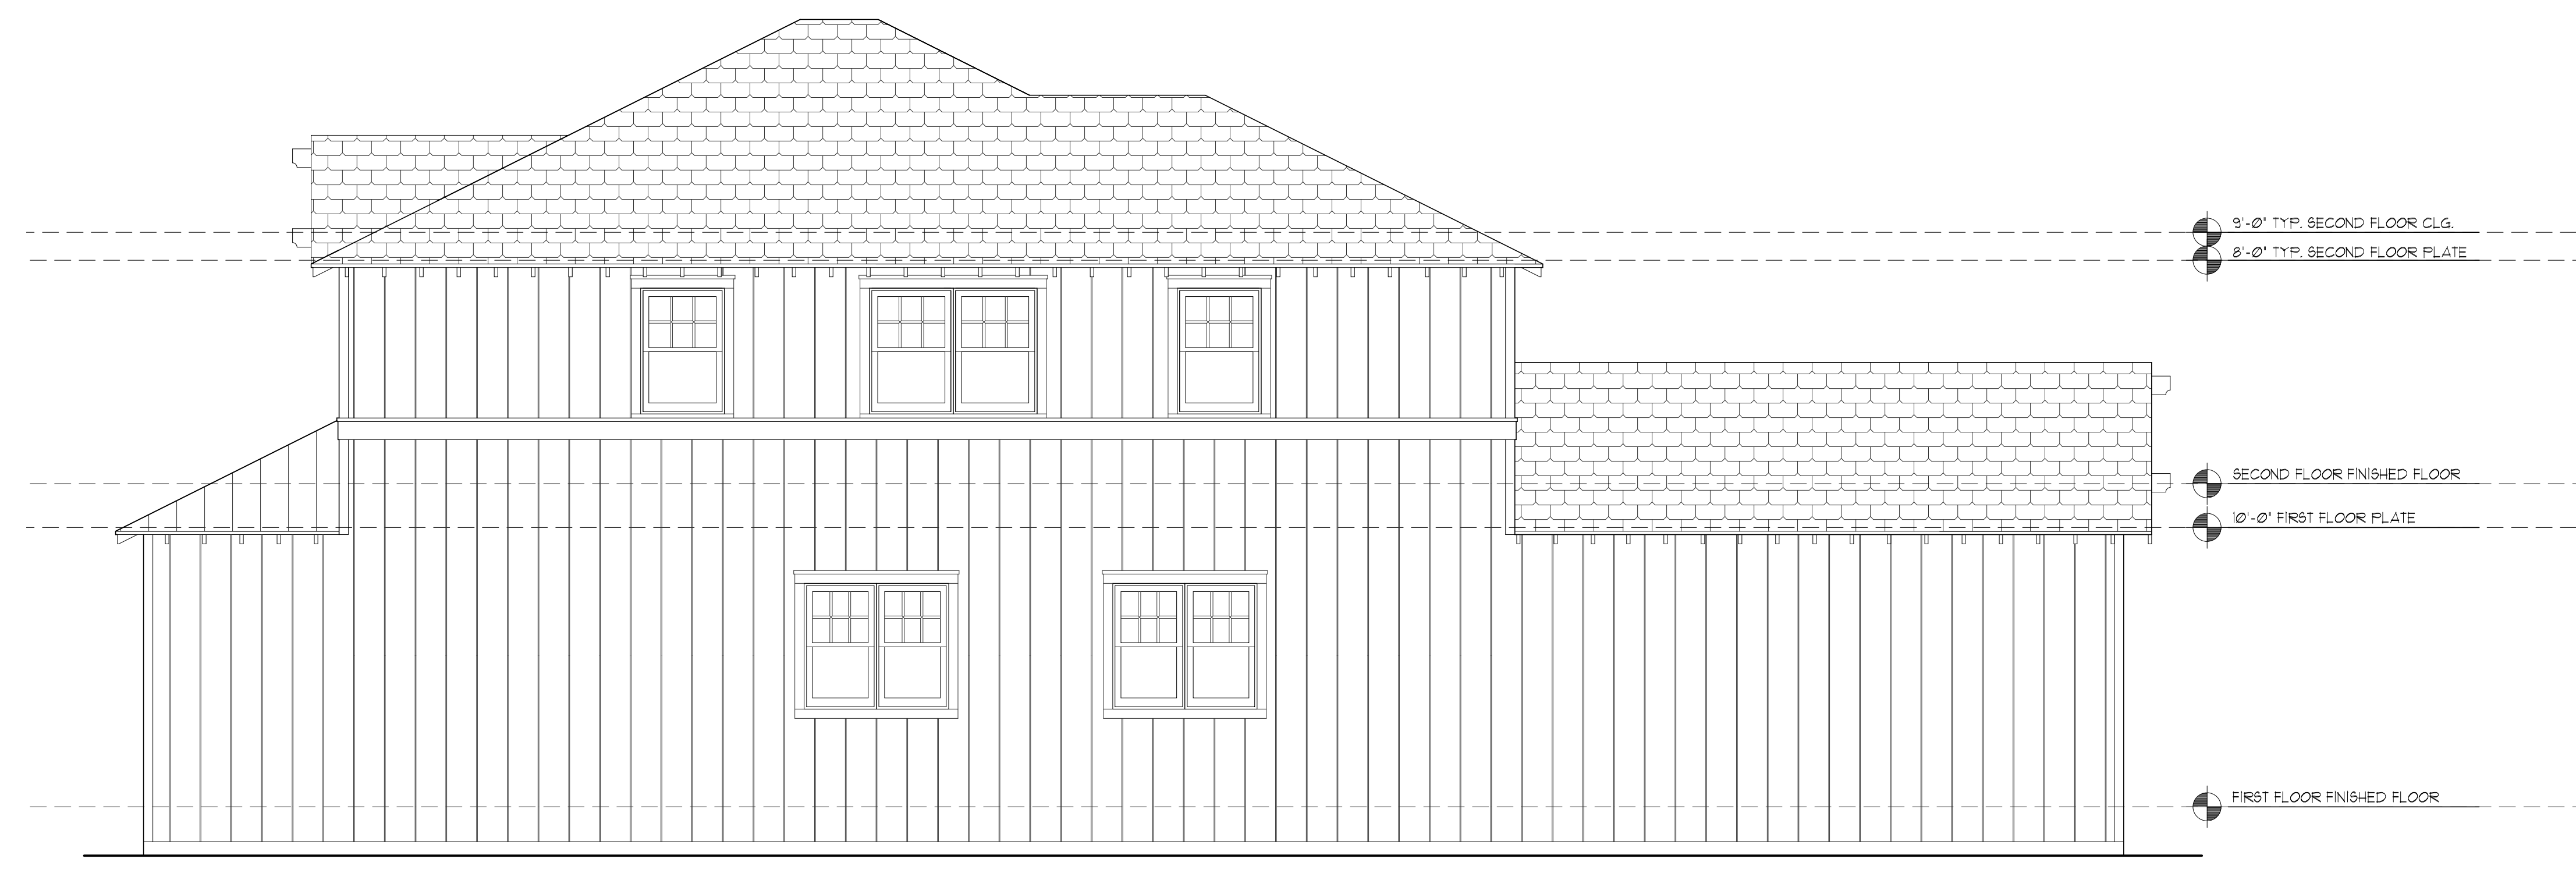 9'-0" TYP. SECOND FLOOR CLG.
8'-0" TYP. SECOND FLOOR PLATE
SECOND FLOOR FINISHED FLOOR
10'-0" FIRST FLOOR PLATE
FIRST FLOOR FINISHED FLOOR